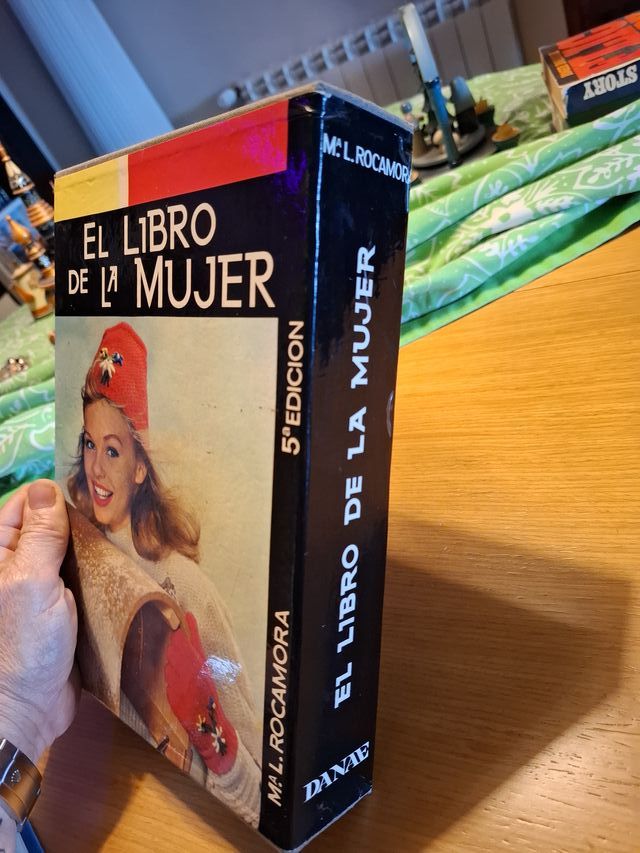 EL LIBRO
DE LA MUJER
5ª EDICION
Mª L. ROCAMORA
Mª L. ROCAMORA
EL LIBRO DE LA MUJER
DANAE
STORY